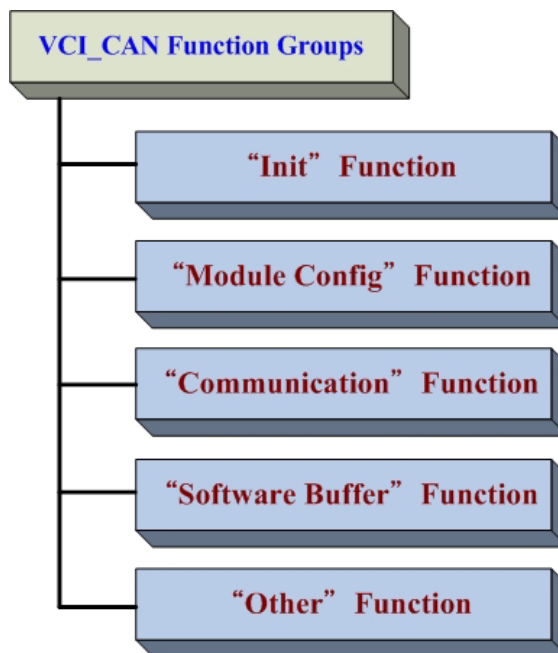 VCI_CAN Function Groups
“Init” Function
“Module Config” Function
“Communication” Function
“Software Buffer” Function
“Other” Function